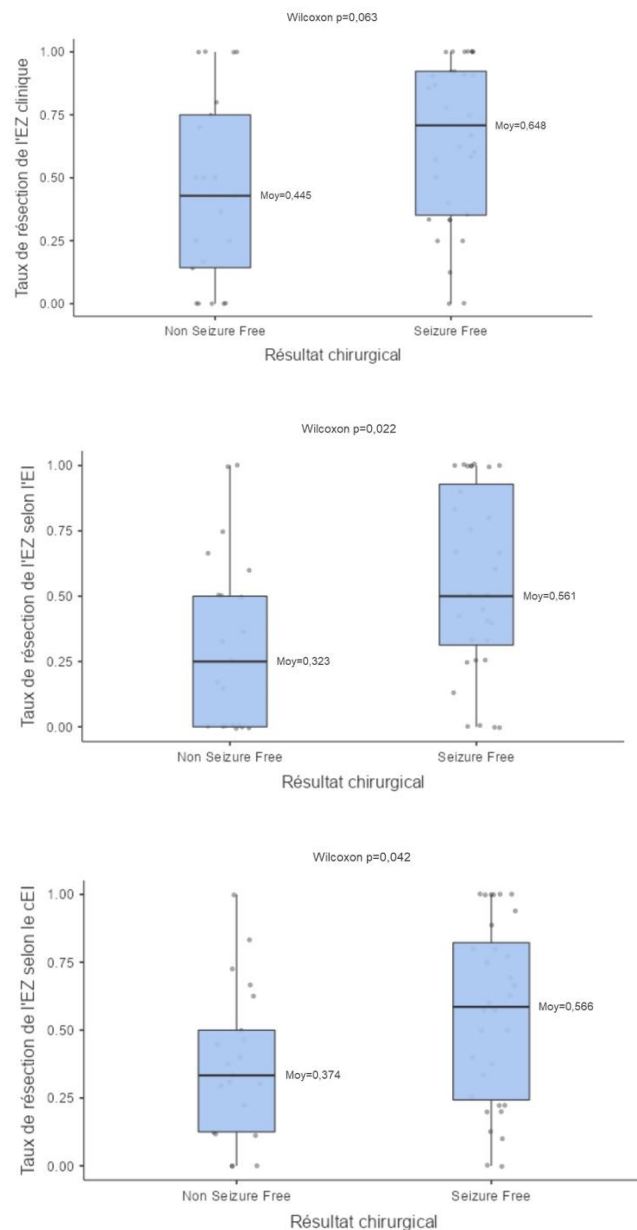 Wilcoxon p=0,063
Taux de résection de l'EZ clinique
1.00
0.75
0.50
0.25
0.00
Moy=0,445
Moy=0,648
Non Seizure Free
Seizure Free
Résultat chirurgical
Wilcoxon p=0,022
Taux de résection de l'EZ selon l'EI
1.00
0.75
0.50
0.25
0.00
Moy=0,323
Moy=0,561
Non Seizure Free
Seizure Free
Résultat chirurgical
Wilcoxon p=0,042
Taux de résection de l'EZ selon le cEI
1.00
0.75
0.50
0.25
0.00
Moy=0,374
Moy=0,566
Non Seizure Free
Seizure Free
Résultat chirurgical